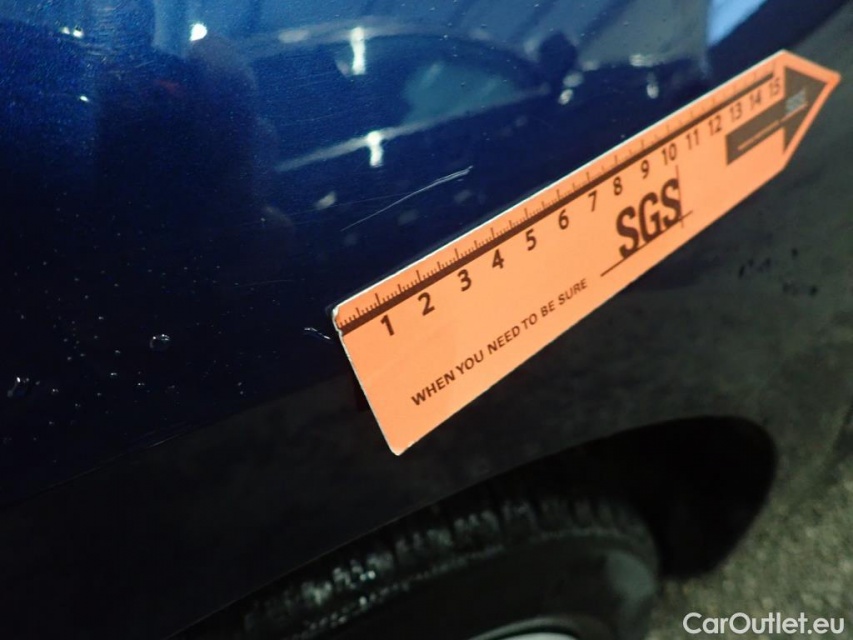 1 2 3 4 5 6 7 8 9 10 11 12 13 14 15
SGS
WHEN YOU NEED TO BE SURE
CarOutlet.eu